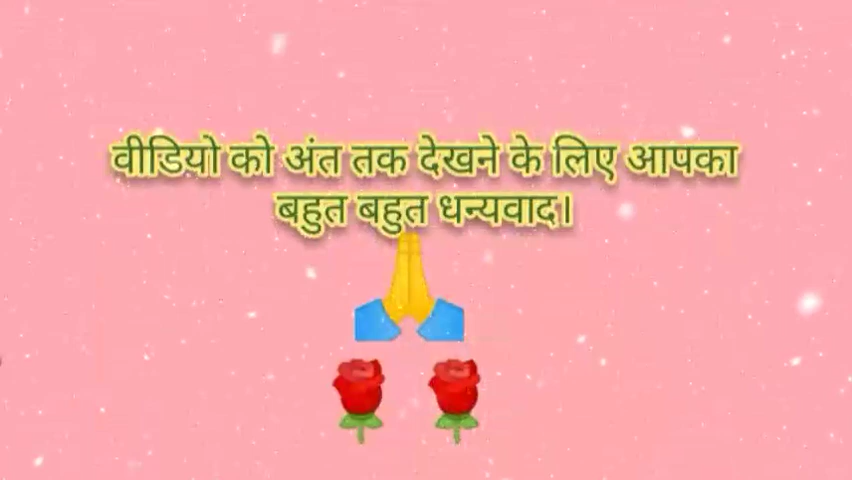 वीडियो को अंत तक देखने के लिए आपका
बहुत बहुत धन्यवाद।